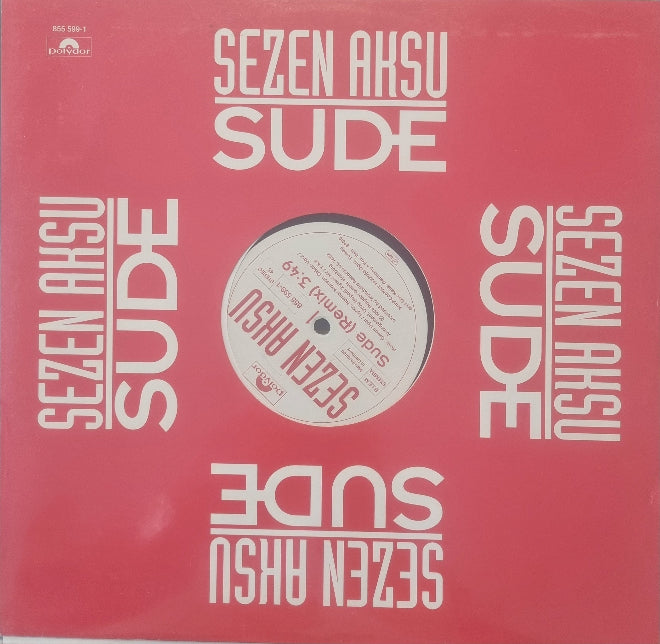 855 599-1
polydor
SEZEN AKSU
SUDE
SEZEN AKSU
SUDE
SEZEN AKSU
SUDE
SEZEN AKSU
SUDE
polydor
SEZEN AKSU
Sude (Remix) 3:49